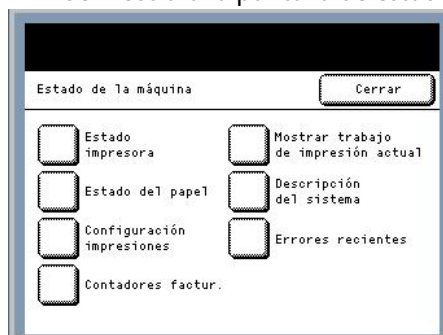 Estado de la máquina
Cerrar
Estado
impresora
Mostrar trabajo
de impresión actual
Estado del papel
Descripción
del sistema
Configuración
impresiones
Errores recientes
Contadores factur.